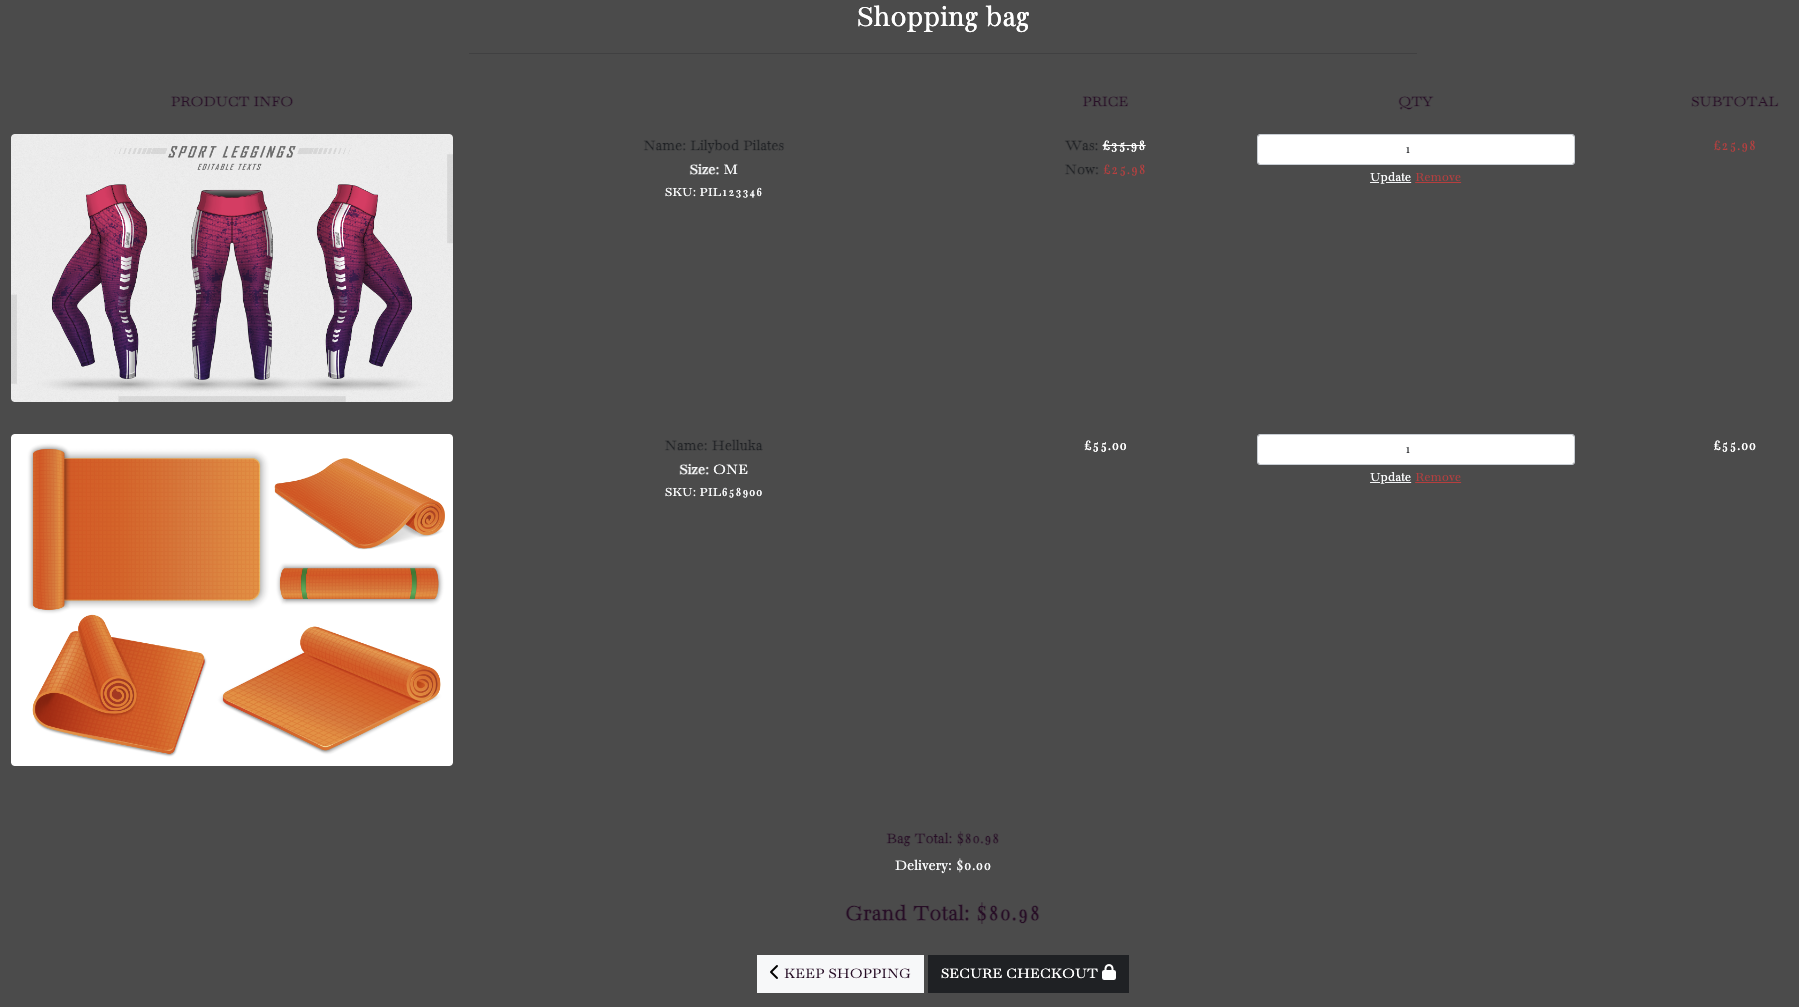 Shopping bag
PRODUCT INFO PRICE QTY SUBTOTAL
SPORT LEGGINGS
EDITABLE TEXTS
Name: Lilybod Pilates
Size: M
SKU: PIL123346
Was: £35.98
Now: £25.98
1
Update Remove
£25.98
Name: Helluka
Size: ONE
SKU: PIL658900
£55.00
1
Update Remove
£55.00
Bag Total: $80.98
Delivery: $0.00
Grand Total: $80.98
KEEP SHOPPING
SECURE CHECKOUT